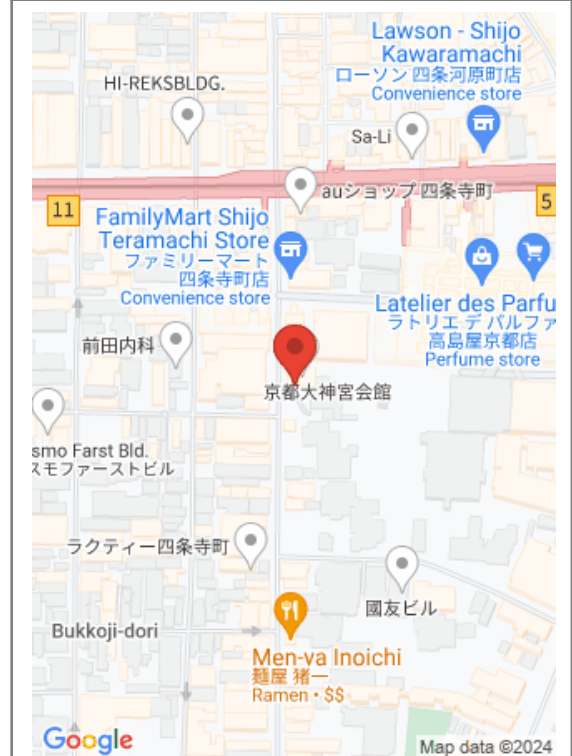 Lawson - Shijo
Kawaramachi
ローソン 四条河原町店
Convenience store
HI-REKSBLDG.
Sa-Li
auショップ 四条寺町
11
5
FamilyMart Shijo
Teramachi Store
ファミリーマート
四条寺町店
Convenience store
Latelier des Parfu
ラトリエ デ パルファ
高島屋京都店
Perfume store
前田内科
京都大神宮会館
smo Farst Bld.
スモファーストビル
ラクティー四条寺町
國友ビル
Bukkoji-dori
Men-ya Inoichi
麺屋 猪一
Ramen • $$
Google
Map data ©2024